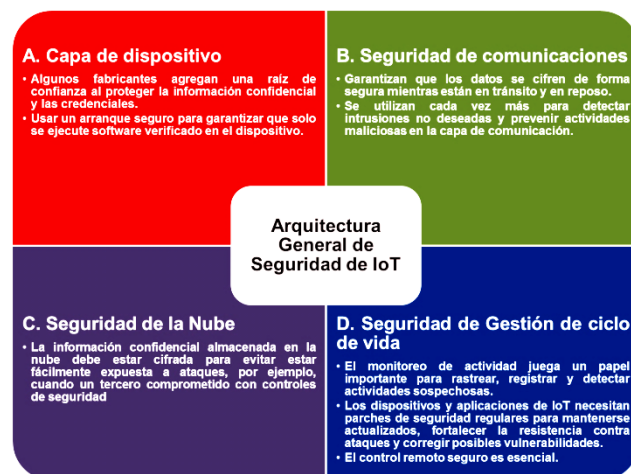 A. Capa de dispositivo
• Algunos fabricantes agregan una raíz de
confianza al proteger la información confidencial
y las credenciales.
• Usar un arranque seguro para garantizar que solo
se ejecute software verificado en el dispositivo.
B. Seguridad de comunicaciones
• Garantizan que los datos se cifren de forma
segura mientras están en tránsito y en reposo.
• Se utilizan cada vez más para detectar
intrusiones no deseadas y prevenir actividades
maliciosas en la capa de comunicación.
Arquitectura
General de
Seguridad de IoT
C. Seguridad de la Nube
• La información confidencial almacenada en la
nube debe estar cifrada para evitar estar
fácilmente expuesta a ataques, por ejemplo,
cuando un tercero comprometido con controles
de seguridad
D. Seguridad de Gestión de ciclo
de vida
• El monitoreo de actividad juega un papel
importante para rastrear, registrar y detectar
actividades sospechosas.
• Los dispositivos y aplicaciones de IoT necesitan
parches de seguridad regulares para mantenerse
actualizados, fortalecer la resistencia contra
ataques y corregir posibles vulnerabilidades.
• El control remoto seguro es esencial.